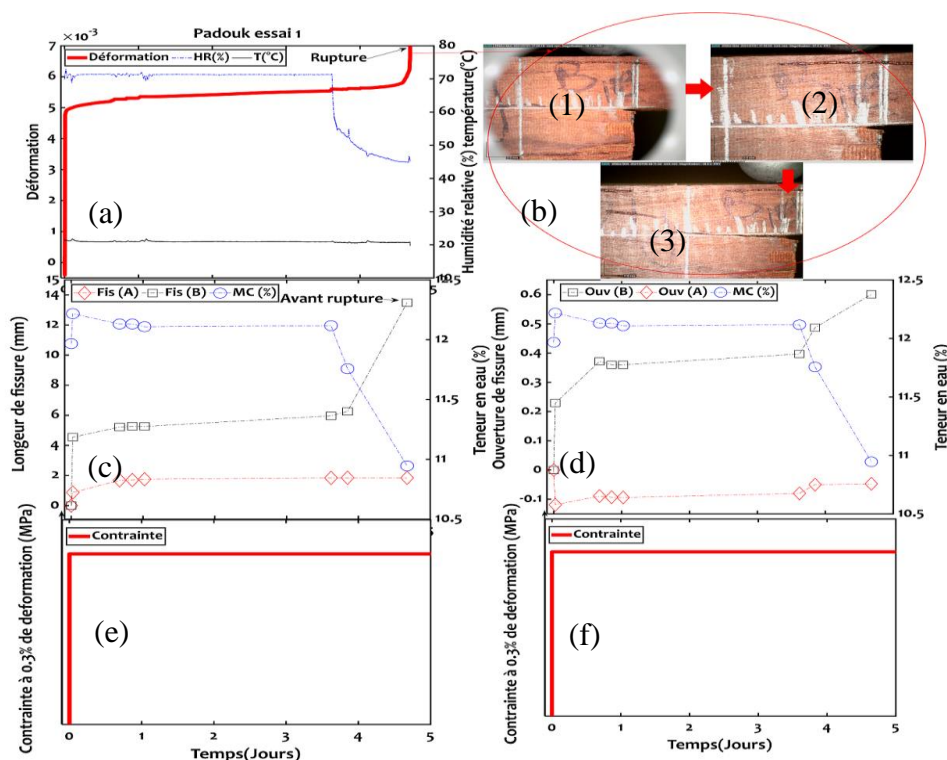 Padouk essai 1
x 10⁻³
7
6
5
4
3
2
1
0
Déformation
Déformation HR(%) T(°C)
Rupture
80
70
60
50
40
30
20
10
Humidité relative (%) température(°C)
(a)
(1)
(2)
(3)
(b)
Fis (A) Fis (B) MC (%)
Avant rupture
14
12
10
8
6
4
2
0
Longeur de fissure (mm)
12.5
12
11.5
11
10.5
Teneur en eau (%)
(c)
Ouv (B) Ouv (A) MC (%)
0.6
0.5
0.4
0.3
0.2
0.1
0
-0.1
Ouverture de fissure (mm)
12.5
12
11.5
11
10.5
Teneur en eau (%)
(d)
Contrainte
Contrainte à 0.3% de deformation (MPa)
(e)
0 1 2 3 4 5
Temps(Jours)
Contrainte
Contrainte à 0.3% de deformation (MPa)
(f)
0 1 2 3 4 5
Temps(Jours)